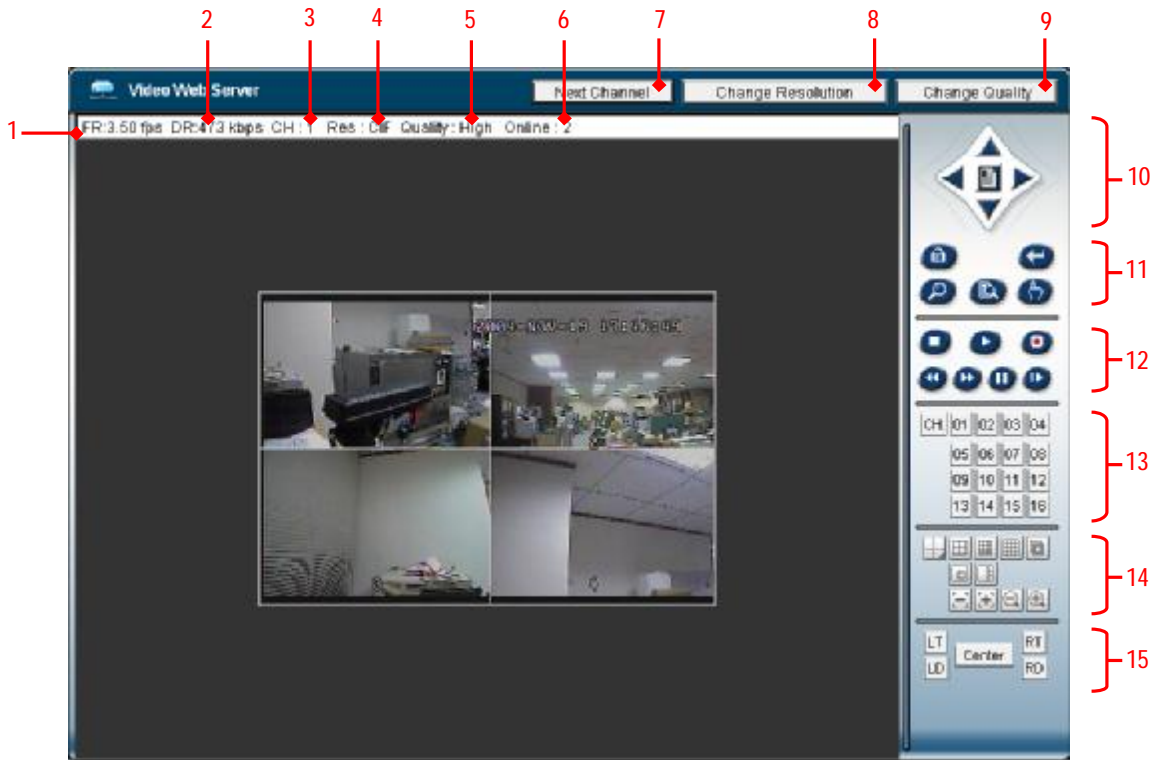 2 3 4 5 6 7 8 9
Video Web Server Next Channel Change Resolution Change Quality
1 FR:3.50 fps DR:473 kbps CH : 1 Res : CIF Quality : High Online : 2
10
11
12
CH 01 02 03 04
05 06 07 08
13
09 10 11 12
13 14 15 16
14
LT RT
Center
15
UD RD